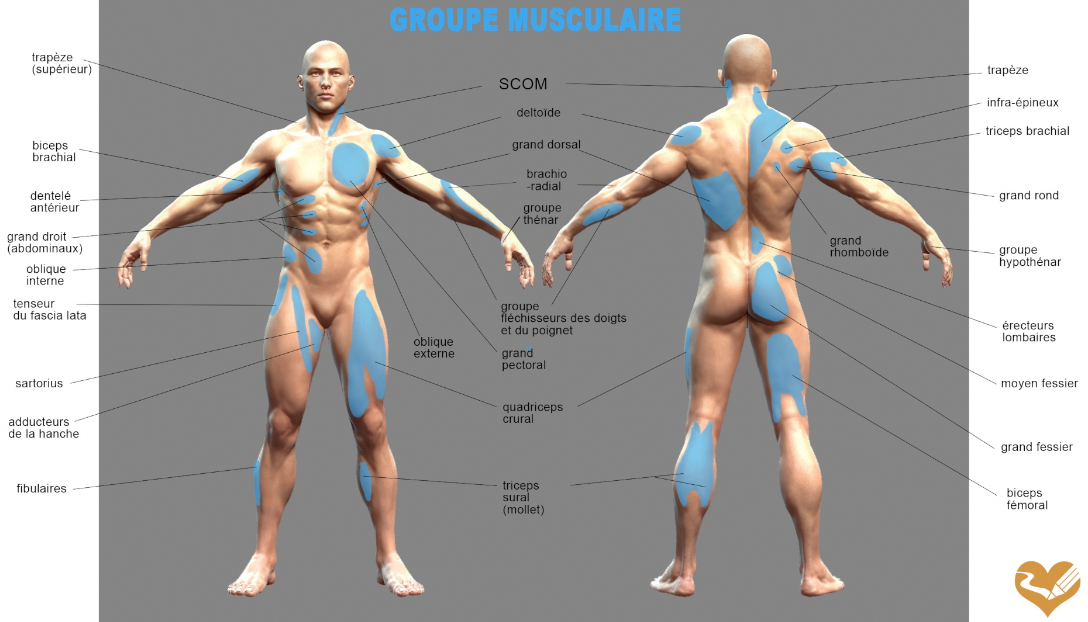 GROUPE MUSCULAIRE
trapèze
(supérieur)
biceps
brachial
dentelé
antérieur
grand droit
(abdominaux)
oblique
interne
tenseur
du fascia lata
sartorius
adducteurs
de la hanche
fibulaires
SCOM
deltoïde
grand dorsal
brachio
-radial
groupe
thénar
groupe
fléchisseurs des doigts
et du poignet
oblique
externe
grand
pectoral
quadriceps
crural
triceps
sural
(mollet)
trapèze
infra-épineux
triceps brachial
grand rond
grand
rhomboïde
groupe
hypothénar
érecteurs
lombaires
moyen fessier
grand fessier
biceps
fémoral